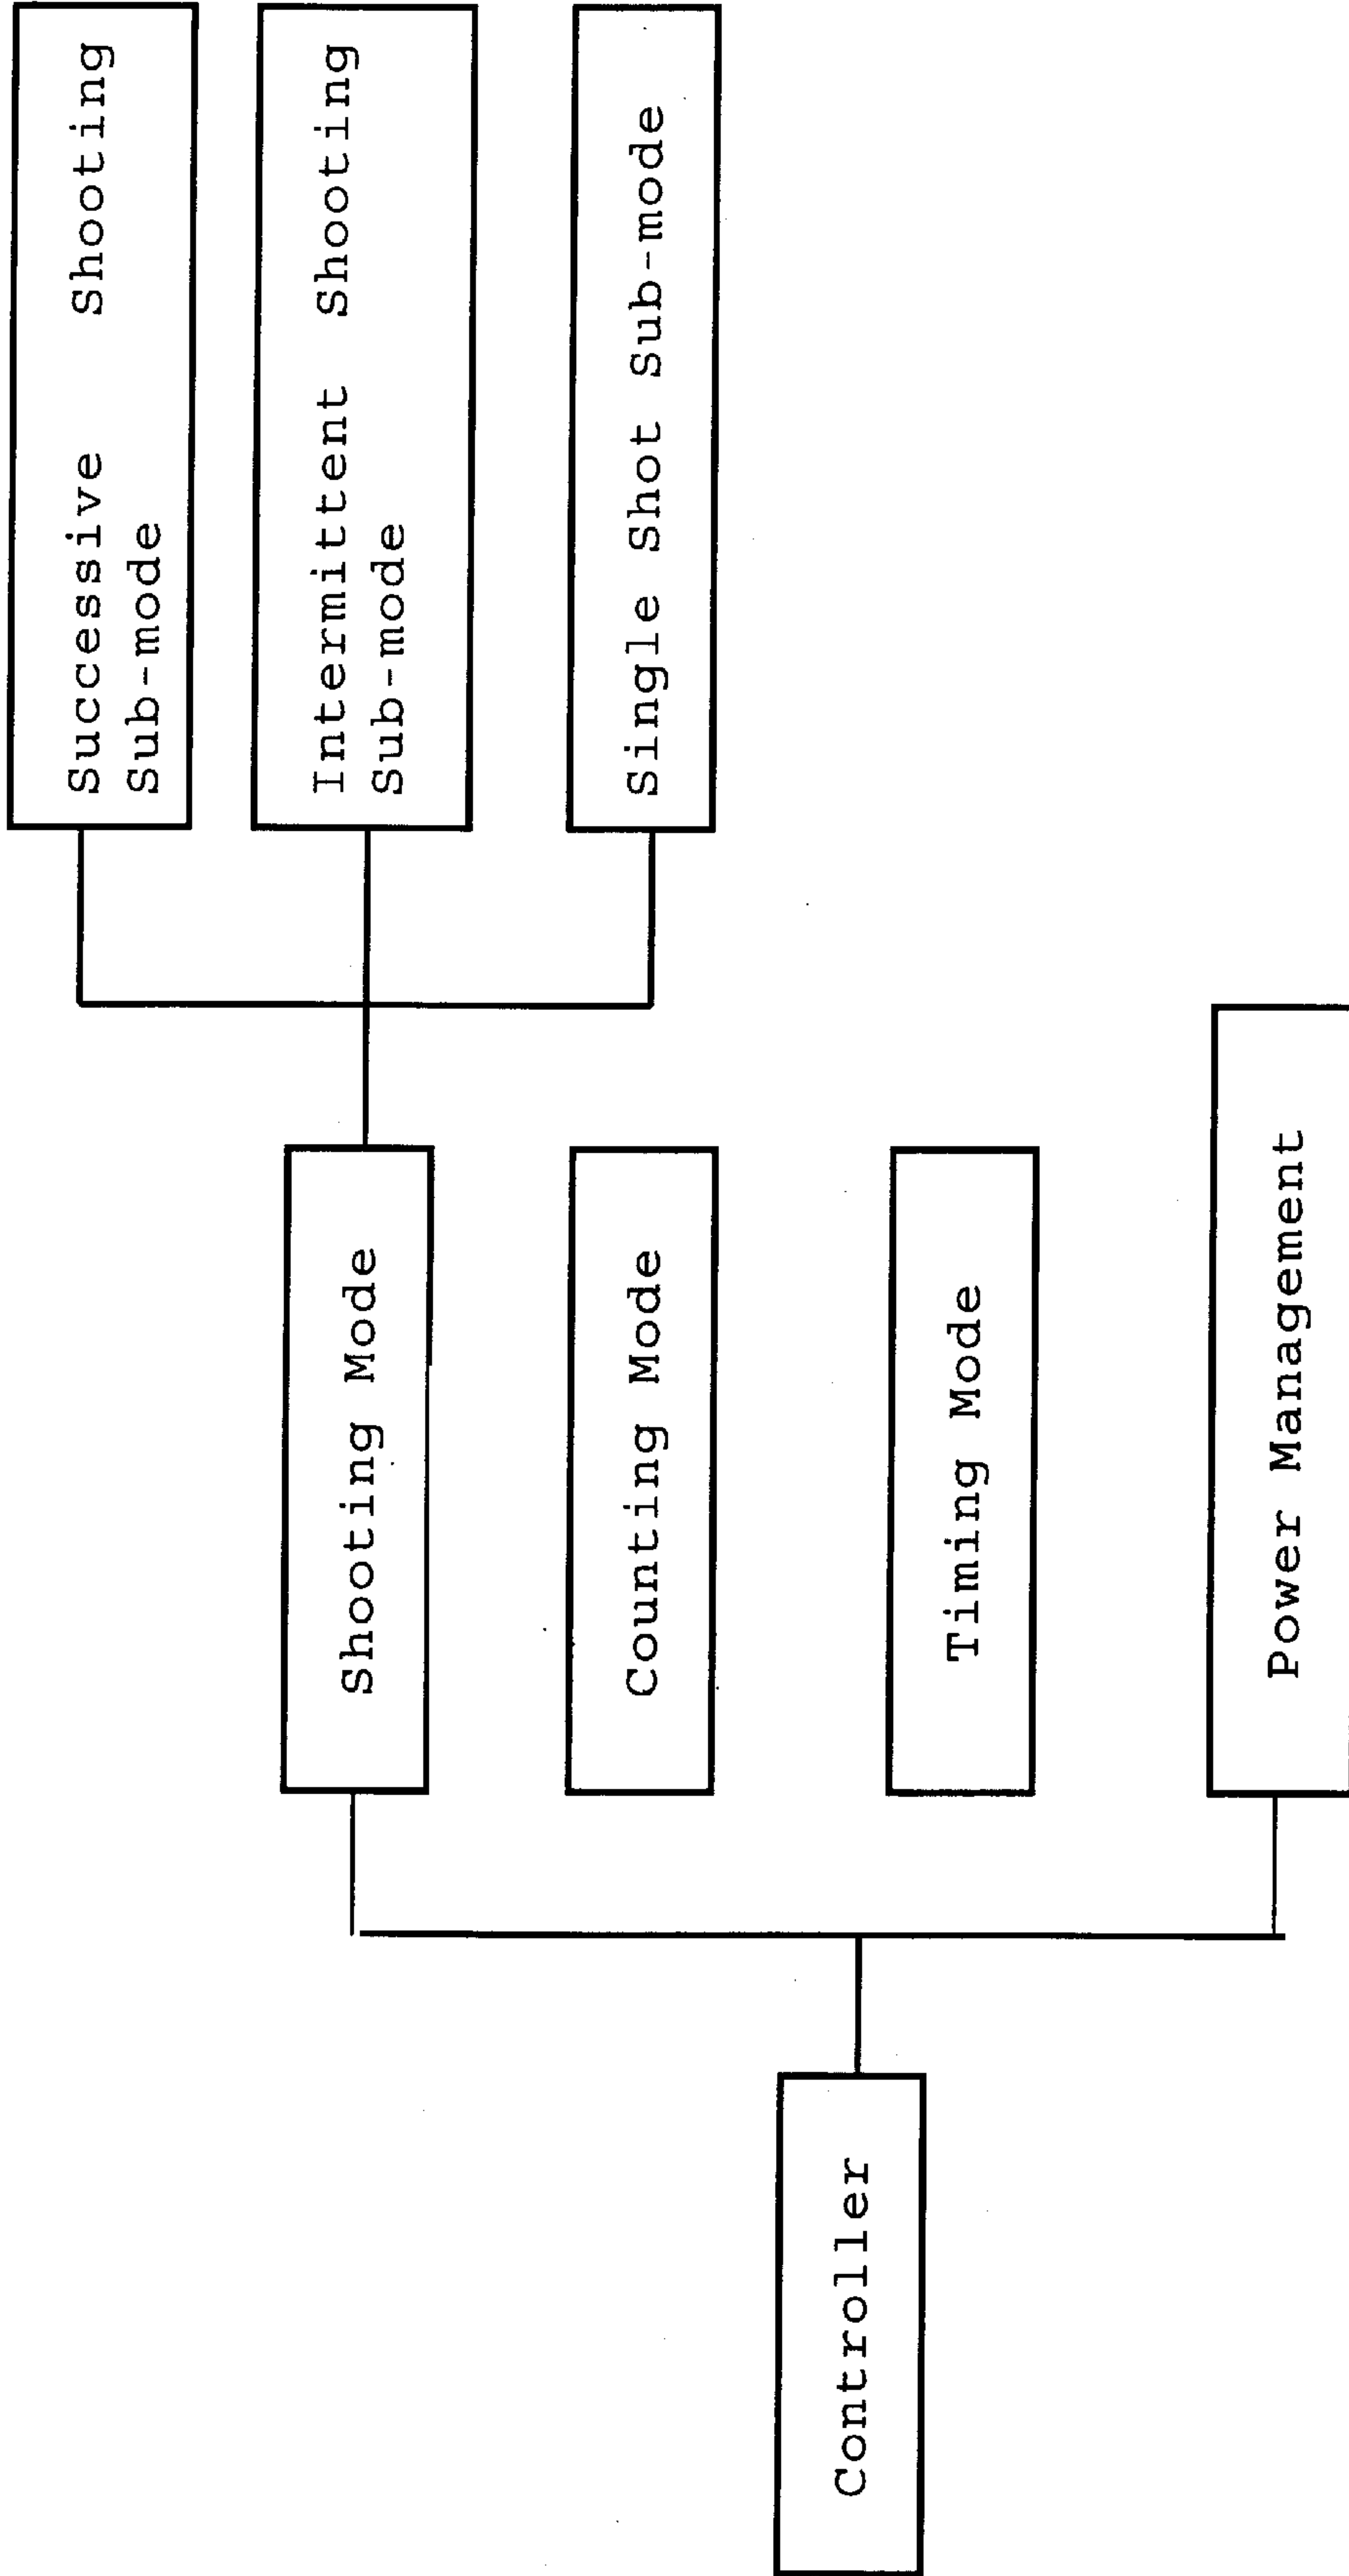 Successive Shooting
Sub-mode
Intermittent Shooting
Sub-mode
Single Shot Sub-mode
Shooting Mode
Counting Mode
Timing Mode
Power Management
Controller